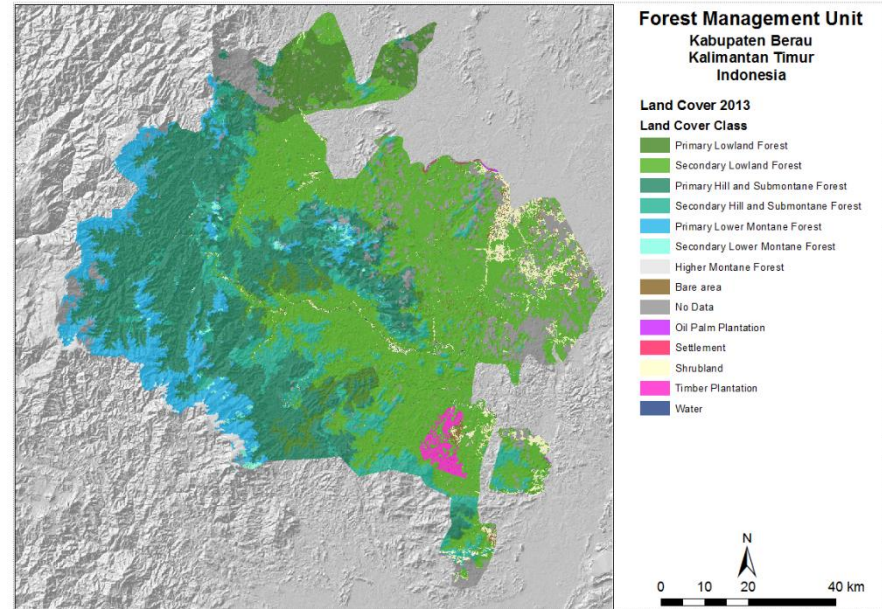 Forest Management Unit
Kabupaten Berau
Kalimantan Timur
Indonesia
Land Cover 2013
Land Cover Class
Primary Lowland Forest
Secondary Lowland Forest
Primary Hill and Submontane Forest
Secondary Hill and Submontane Forest
Primary Lower Montane Forest
Secondary Lower Montane Forest
Higher Montane Forest
Bare area
No Data
Oil Palm Plantation
Settlement
Shrubland
Timber Plantation
Water
N
0 10 20 40 km